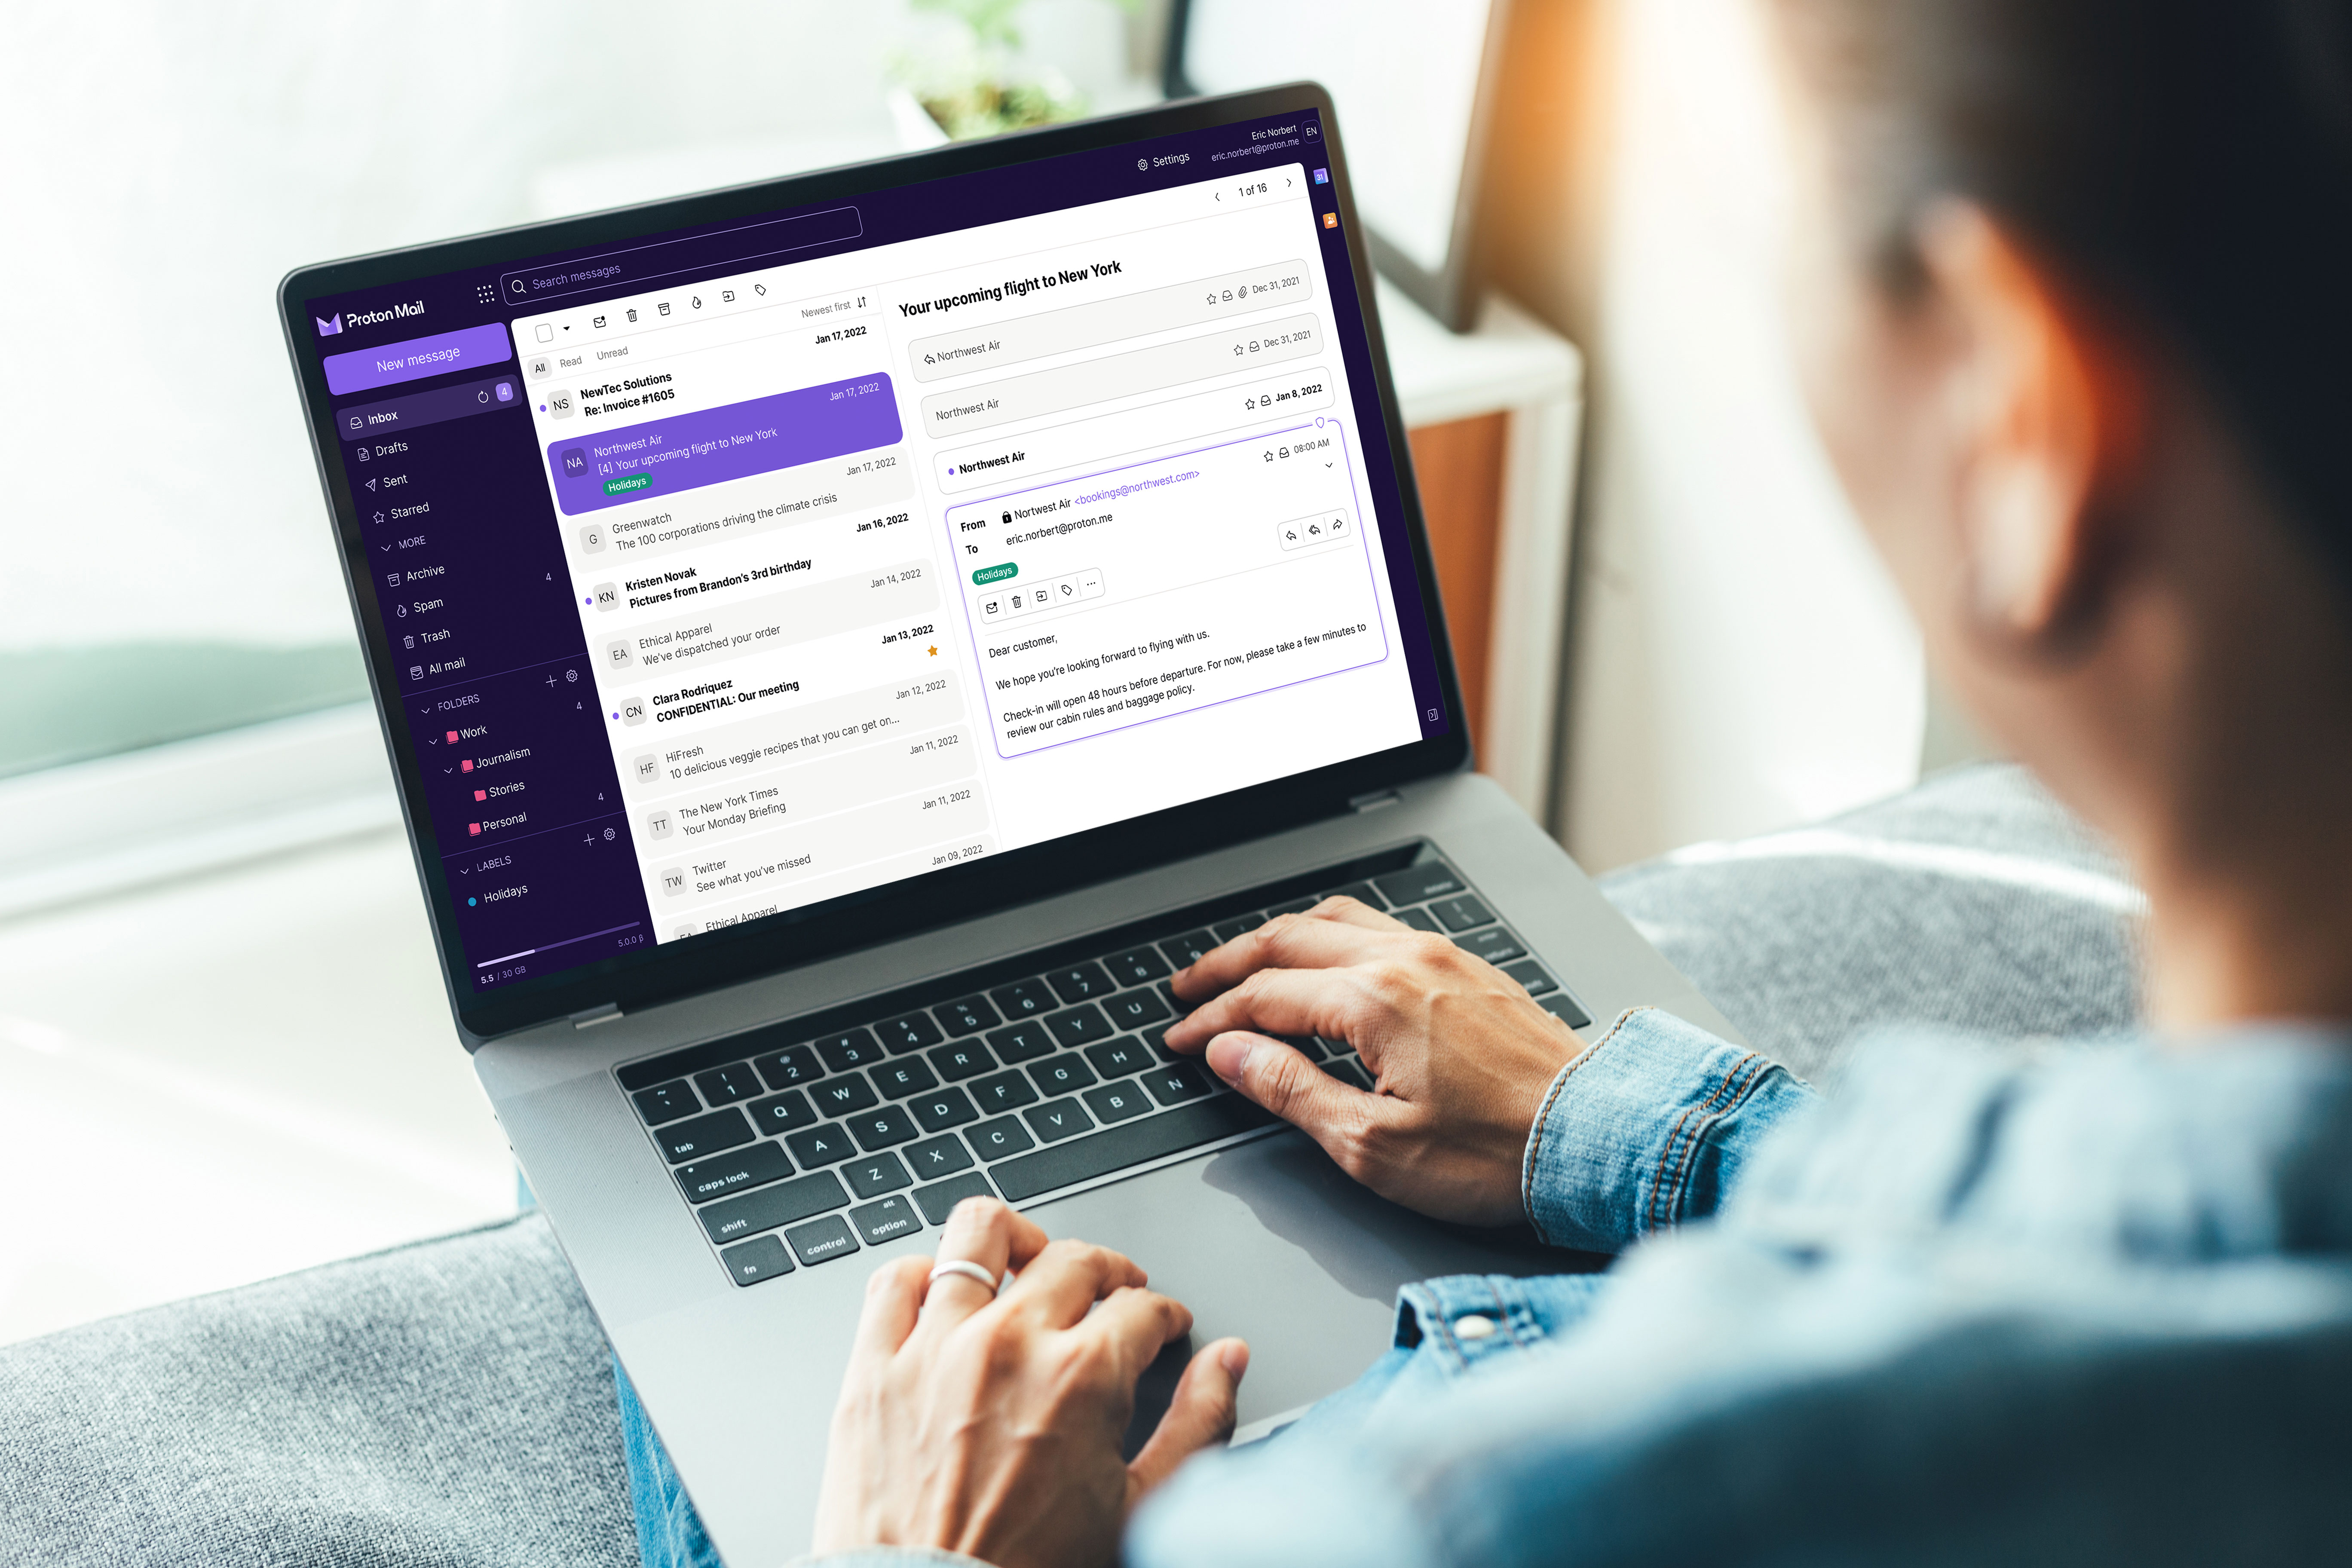 Proton Mail
Search messages
Settings
Eric Norbert
eric.norbert@proton.me
EN
31
New message
Inbox
4
Drafts
Sent
Starred
MORE
Archive
4
Spam
Trash
All mail
FOLDERS
Work
4
Journalism
Stories
Personal
4
LABELS
Holidays
5.5 / 30 GB
5.0.0 β
Newest first
All
Read
Unread
Jan 17, 2022
NS
NewTec Solutions
Re: Invoice #1605
Jan 17, 2022
NA
Northwest Air
[4] Your upcoming flight to New York
Holidays
Jan 17, 2022
G
Greenwatch
The 100 corporations driving the climate crisis
Jan 16, 2022
KN
Kristen Novak
Pictures from Brandon's 3rd birthday
Jan 14, 2022
EA
Ethical Apparel
We've dispatched your order
Jan 13, 2022
CN
Clara Rodriquez
CONFIDENTIAL: Our meeting
Jan 12, 2022
HF
HiFresh
10 delicious veggie recipes that you can get on...
Jan 11, 2022
TT
The New York Times
Your Monday Briefing
Jan 11, 2022
TW
Twitter
See what you've missed
Jan 09, 2022
EA
Ethical Apparel
1 of 16
Your upcoming flight to New York
Northwest Air
Dec 31, 2021
Northwest Air
Dec 31, 2021
Northwest Air
Jan 8, 2022
08:00 AM
From Nortwest Air <bookings@northwest.com>
To eric.norbert@proton.me
Holidays
Dear customer,
We hope you're looking forward to flying with us.
Check-in will open 48 hours before departure. For now, please take a few minutes to
review our cabin rules and baggage policy.
~ ! @ # $ % ^ & *
` 1 2 3 4 5 6 7 8 9
tab Q W E R T Y U
caps lock A S D F G H
shift Z X C V B N
fn control alt option